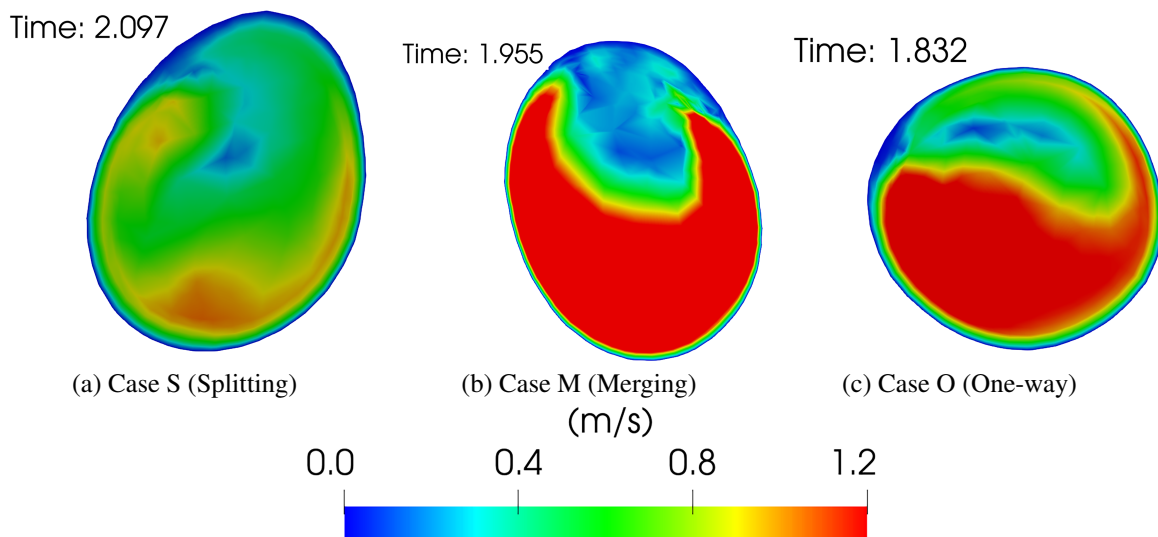 Time: 2.097
Time: 1.955
Time: 1.832
(a) Case S (Splitting)
(b) Case M (Merging)
(c) Case O (One-way)
(m/s)
0.0 0.4 0.8 1.2